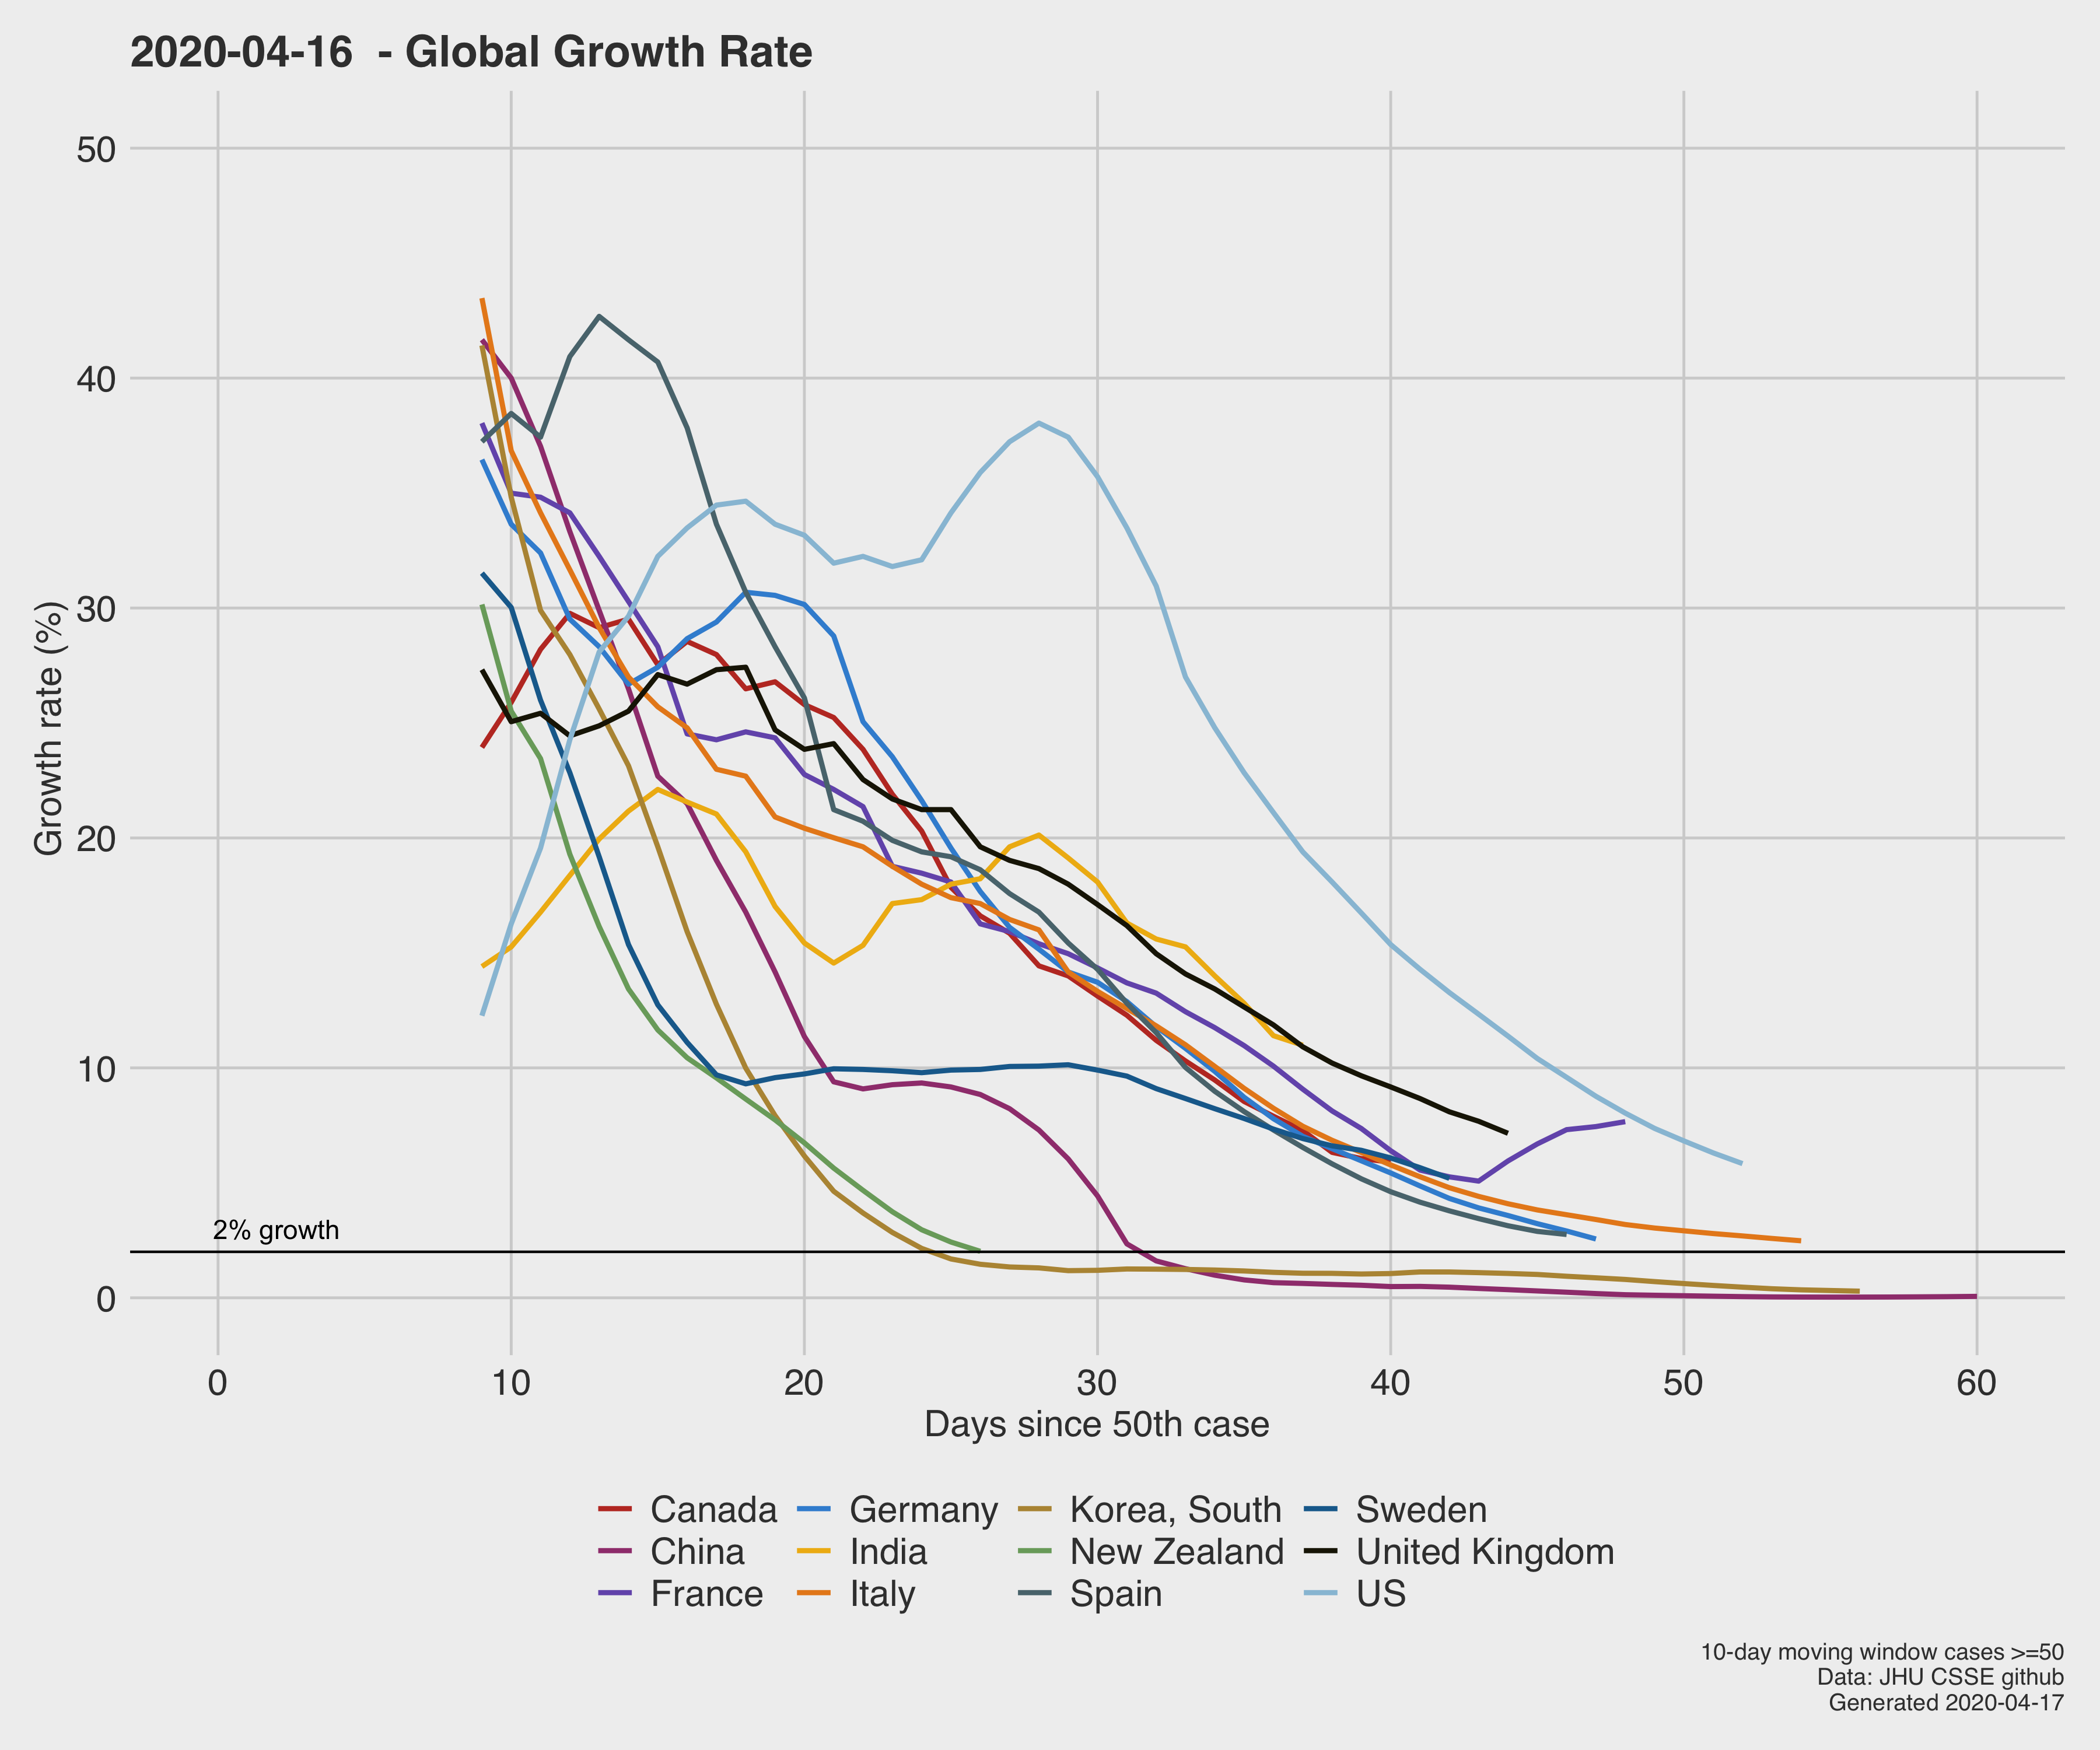 2020-04-16  - Global Growth Rate
50
40
30
20
10
0
Growth rate (%)
2% growth
0 10 20 30 40 50 60
Days since 50th case
Canada Germany Korea, South Sweden
China India New Zealand United Kingdom
France Italy Spain US
10-day moving window cases >=50
Data: JHU CSSE github
Generated 2020-04-17